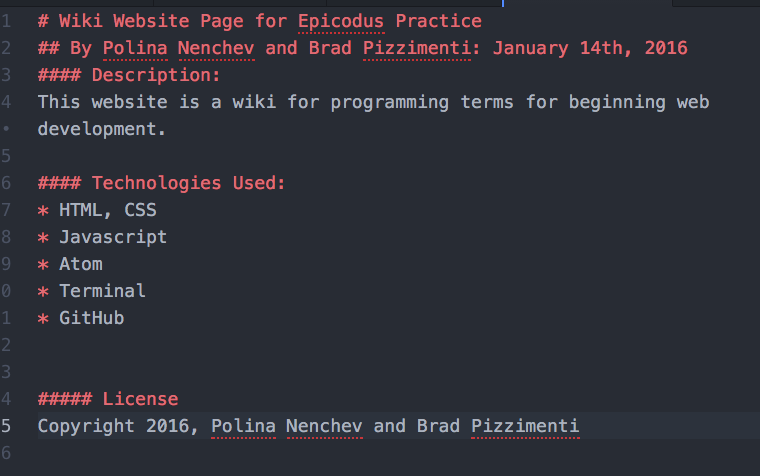 1 # Wiki Website Page for Epicodus Practice
2 ## By Polina Nenchev and Brad Pizzimenti: January 14th, 2016
3 #### Description:
4 This website is a wiki for programming terms for beginning web
• development.
5
6 #### Technologies Used:
7 * HTML, CSS
8 * Javascript
9 * Atom
0 * Terminal
1 * GitHub
2
3
4 ##### License
5 Copyright 2016, Polina Nenchev and Brad Pizzimenti
6